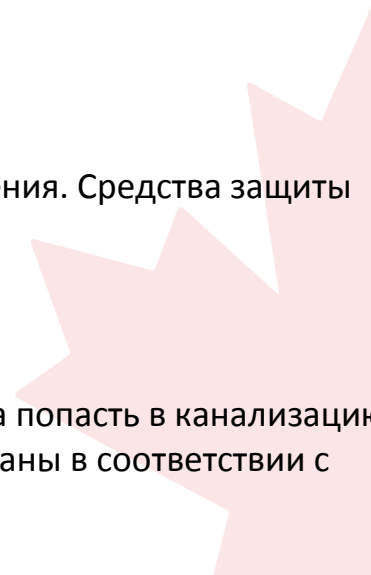 ния. Средства защиты
а попасть в канализаци
аны в соответствии с